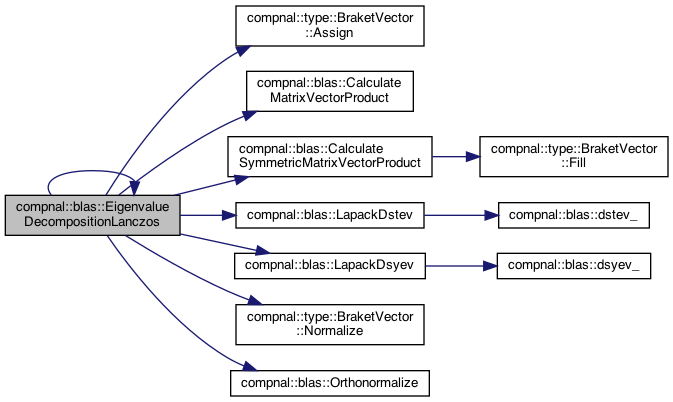 compnal::type::BraketVector
::Assign
compnal::blas::Calculate
MatrixVectorProduct
compnal::blas::Calculate
SymmetricMatrixVectorProduct
compnal::type::BraketVector
::Fill
compnal::blas::Eigenvalue
DecompositionLanczos
compnal::blas::LapackDstev
compnal::blas::dstev_
compnal::blas::LapackDsyev
compnal::blas::dsyev_
compnal::type::BraketVector
::Normalize
compnal::blas::Orthonormalize